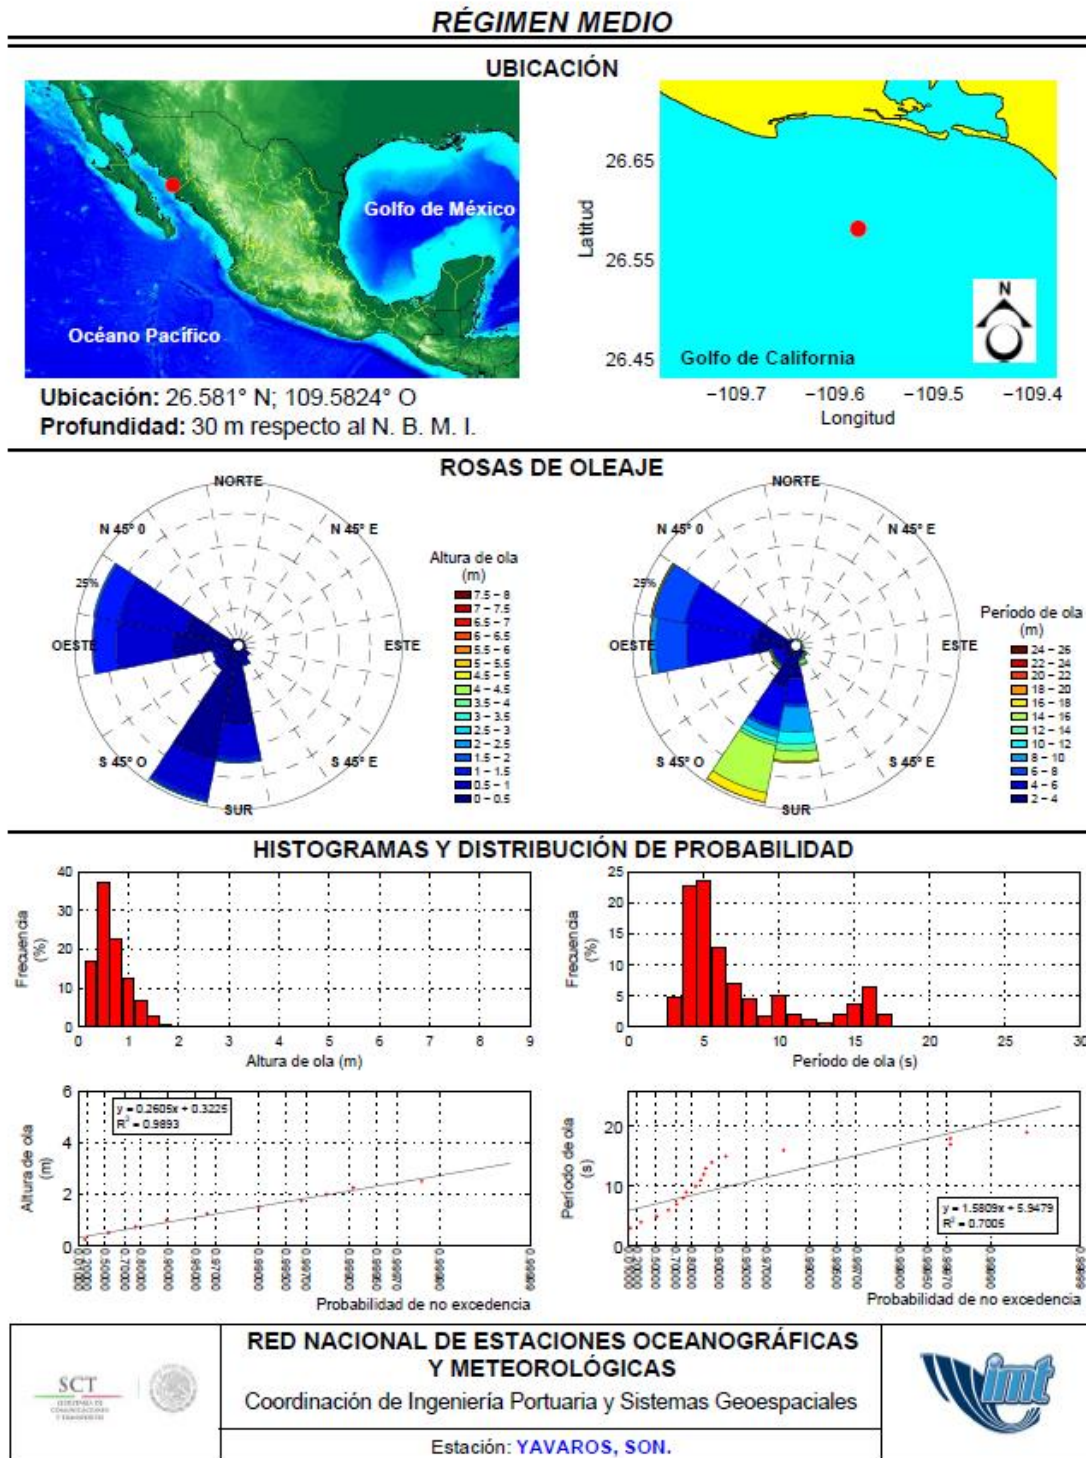 RÉGIMEN MEDIO
UBICACIÓN
Golfo de México
Océano Pacífico
Latitud
26.65
26.55
26.45
N
Golfo de California
−109.7 −109.6 −109.5 −109.4
Longitud
Ubicación: 26.581° N; 109.5824° O
Profundidad: 30 m respecto al N. B. M. I.
ROSAS DE OLEAJE
NORTE
N 45° 0
N 45° E
25%
OESTE
ESTE
S 45° O
S 45° E
SUR
Altura de ola
(m)
7.5 – 8
7 – 7.5
6.5 – 7
6 – 6.5
5.5 – 6
5 – 5.5
4.5 – 5
4 – 4.5
3.5 – 4
3 – 3.5
2.5 – 3
2 – 2.5
1.5 – 2
1 – 1.5
0.5 – 1
0 – 0.5
NORTE
N 45° 0
N 45° E
25%
OESTE
ESTE
S 45° O
S 45° E
SUR
Período de ola
(m)
24 – 26
22 – 24
20 – 22
18 – 20
16 – 18
14 – 16
12 – 14
10 – 12
8 – 10
6 – 8
4 – 6
2 – 4
HISTOGRAMAS Y DISTRIBUCIÓN DE PROBABILIDAD
Frecuencia
(%)
40
30
20
10
0
0 1 2 3 4 5 6 7 8 9
Altura de ola (m)
Frecuencia
(%)
25
20
15
10
5
0
0 5 10 15 20 25 30
Período de ola (s)
Altura de ola
(m)
6
4
2
0
y = 0.2605x + 0.3225
R² = 0.9893
Probabilidad de no excedencia
Período de ola
(s)
20
10
0
y = 1.5809x + 5.9479
R² = 0.7005
Probabilidad de no excedencia
SCT
RED NACIONAL DE ESTACIONES OCEANOGRÁFICAS
Y METEOROLÓGICAS
Coordinación de Ingeniería Portuaria y Sistemas Geoespaciales
Estación: YAVAROS, SON.
imt